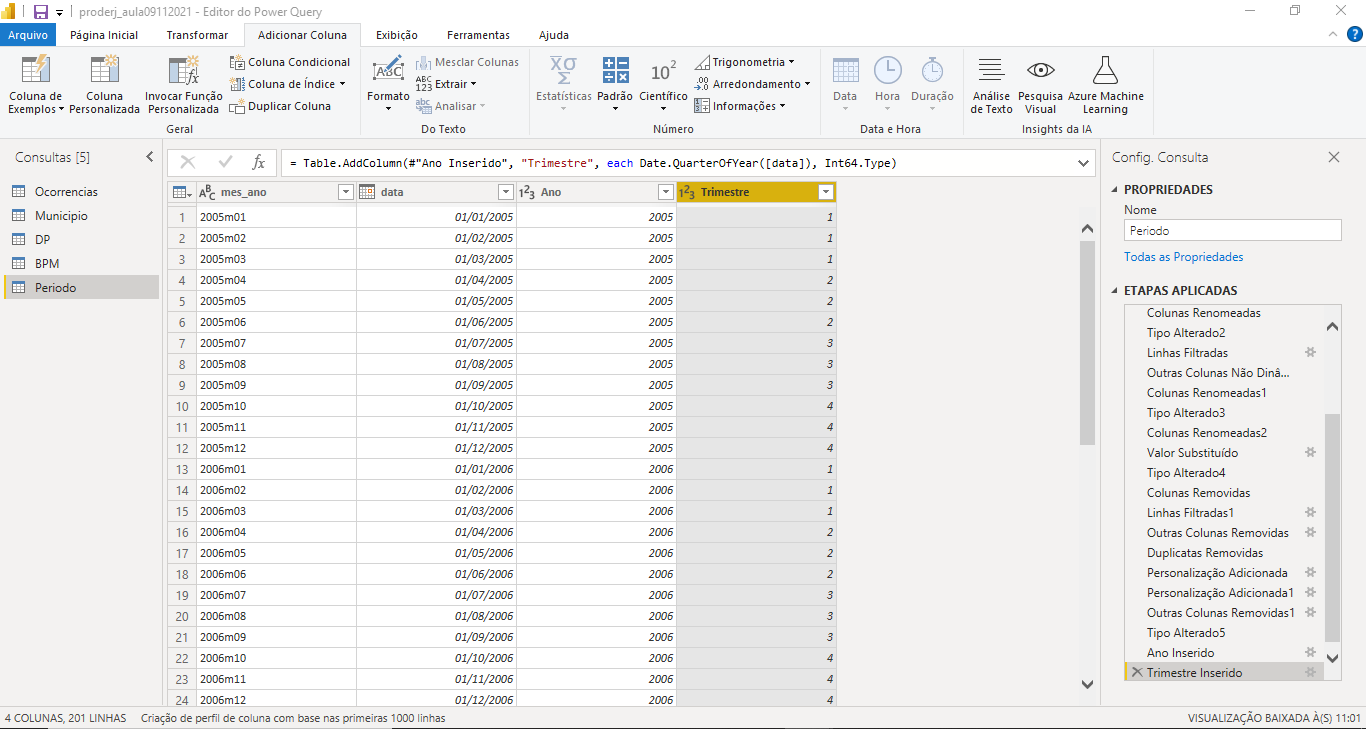 proderj_aula09112021 - Editor do Power Query
Arquivo Página Inicial Transformar Adicionar Coluna Exibição Ferramentas Ajuda
Coluna de Exemplos
Coluna Personalizada
Invocar Função Personalizada
Coluna Condicional
Coluna de Índice
Duplicar Coluna
Geral
ABC
Formato
Mesclar Colunas
ABC 123 Extrair
abc Analisar
Do Texto
XΟ Σ
Estatísticas
Padrão
10²
Científico
Trigonometria
.00 Arredondamento
Informações
Número
Data
Hora
Duração
Data e Hora
Análise de Texto
Pesquisa Visual
Azure Machine Learning
Insights da IA
Consultas [5]
Ocorrencias
Municipio
DP
BPM
Periodo
fx = Table.AddColumn(#"Ano Inserido", "Trimestre", each Date.QuarterOfYear([data]), Int64.Type)
ABC mes_ano data 123 Ano 123 Trimestre
1 2005m01 01/01/2005 2005 1
2 2005m02 01/02/2005 2005 1
3 2005m03 01/03/2005 2005 1
4 2005m04 01/04/2005 2005 2
5 2005m05 01/05/2005 2005 2
6 2005m06 01/06/2005 2005 2
7 2005m07 01/07/2005 2005 3
8 2005m08 01/08/2005 2005 3
9 2005m09 01/09/2005 2005 3
10 2005m10 01/10/2005 2005 4
11 2005m11 01/11/2005 2005 4
12 2005m12 01/12/2005 2005 4
13 2006m01 01/01/2006 2006 1
14 2006m02 01/02/2006 2006 1
15 2006m03 01/03/2006 2006 1
16 2006m04 01/04/2006 2006 2
17 2006m05 01/05/2006 2006 2
18 2006m06 01/06/2006 2006 2
19 2006m07 01/07/2006 2006 3
20 2006m08 01/08/2006 2006 3
21 2006m09 01/09/2006 2006 3
22 2006m10 01/10/2006 2006 4
23 2006m11 01/11/2006 2006 4
24 2006m12 01/12/2006 2006 4
Config. Consulta
PROPRIEDADES
Nome
Periodo
Todas as Propriedades
ETAPAS APLICADAS
Colunas Renomeadas
Tipo Alterado2
Linhas Filtradas
Outras Colunas Não Diná...
Colunas Renomeadas1
Tipo Alterado3
Colunas Renomeadas2
Valor Substituído
Tipo Alterado4
Colunas Removidas
Linhas Filtradas1
Outras Colunas Removidas
Duplicatas Removidas
Personalização Adicionada
Personalização Adicionada1
Outras Colunas Removidas1
Tipo Alterado5
Ano Inserido
Trimestre Inserido
4 COLUNAS, 201 LINHAS Criação de perfil de coluna com base nas primeiras 1000 linhas
VISUALIZAÇÃO BAIXADA À(S) 11:01